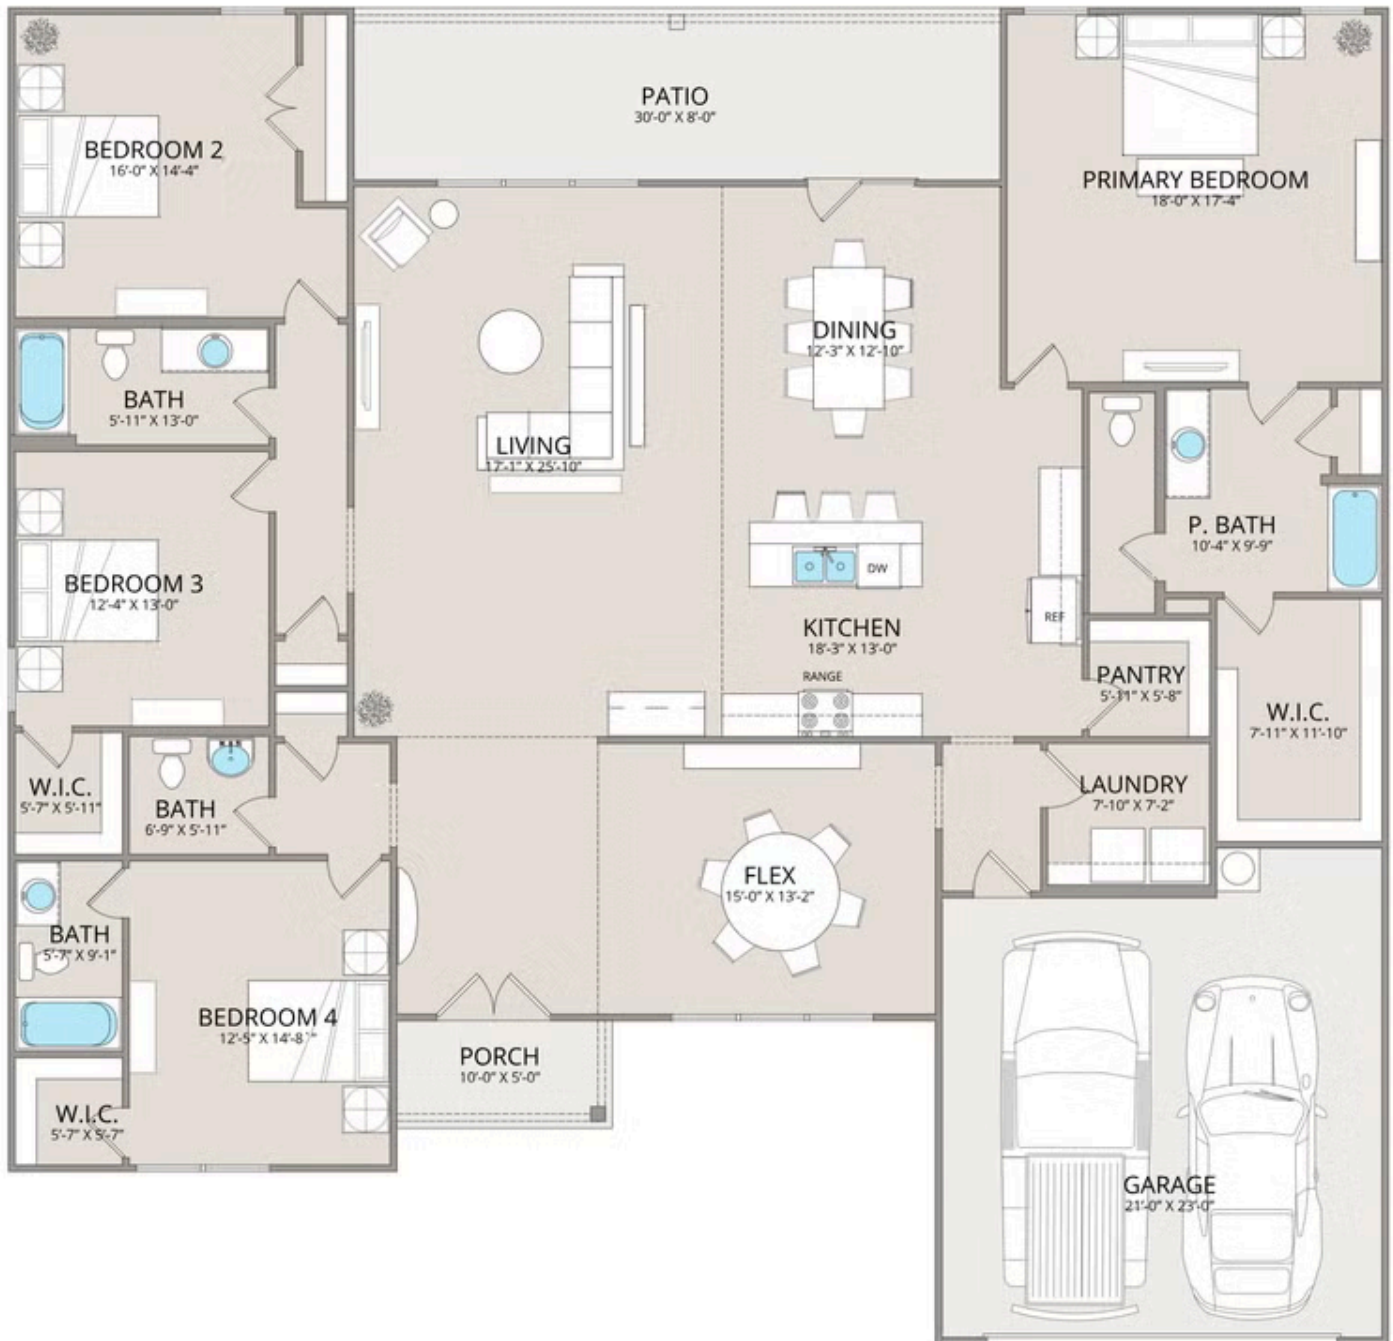 PATIO
30'-0" X 8'-0"
BEDROOM 2
16'-0" X 14'-4"
PRIMARY BEDROOM
18'-0" X 17'-4"
DINING
12'-3" X 12'-10"
BATH
5'-11" X 13'-0"
LIVING
17'-1" X 25'-10"
P. BATH
10'-4" X 9'-9"
DW
BEDROOM 3
12'-4" X 13'-0"
REF
KITCHEN
18'-3" X 13'-0"
RANGE
PANTRY
5'-11" X 5'-8"
W.I.C.
7'-11" X 11'-10"
W.I.C.
5'-7" X 5'-11"
BATH
6'-9" X 5'-11"
LAUNDRY
7'-10" X 7'-2"
FLEX
15'-0" X 13'-2"
BATH
5'-7" X 9'-1"
BEDROOM 4
12'-5" X 14'-8`"
PORCH
10'-0" X 5'-0"
W.I.C.
5'-7" X 5'-7"
GARAGE
21'-0" X 23'-0"